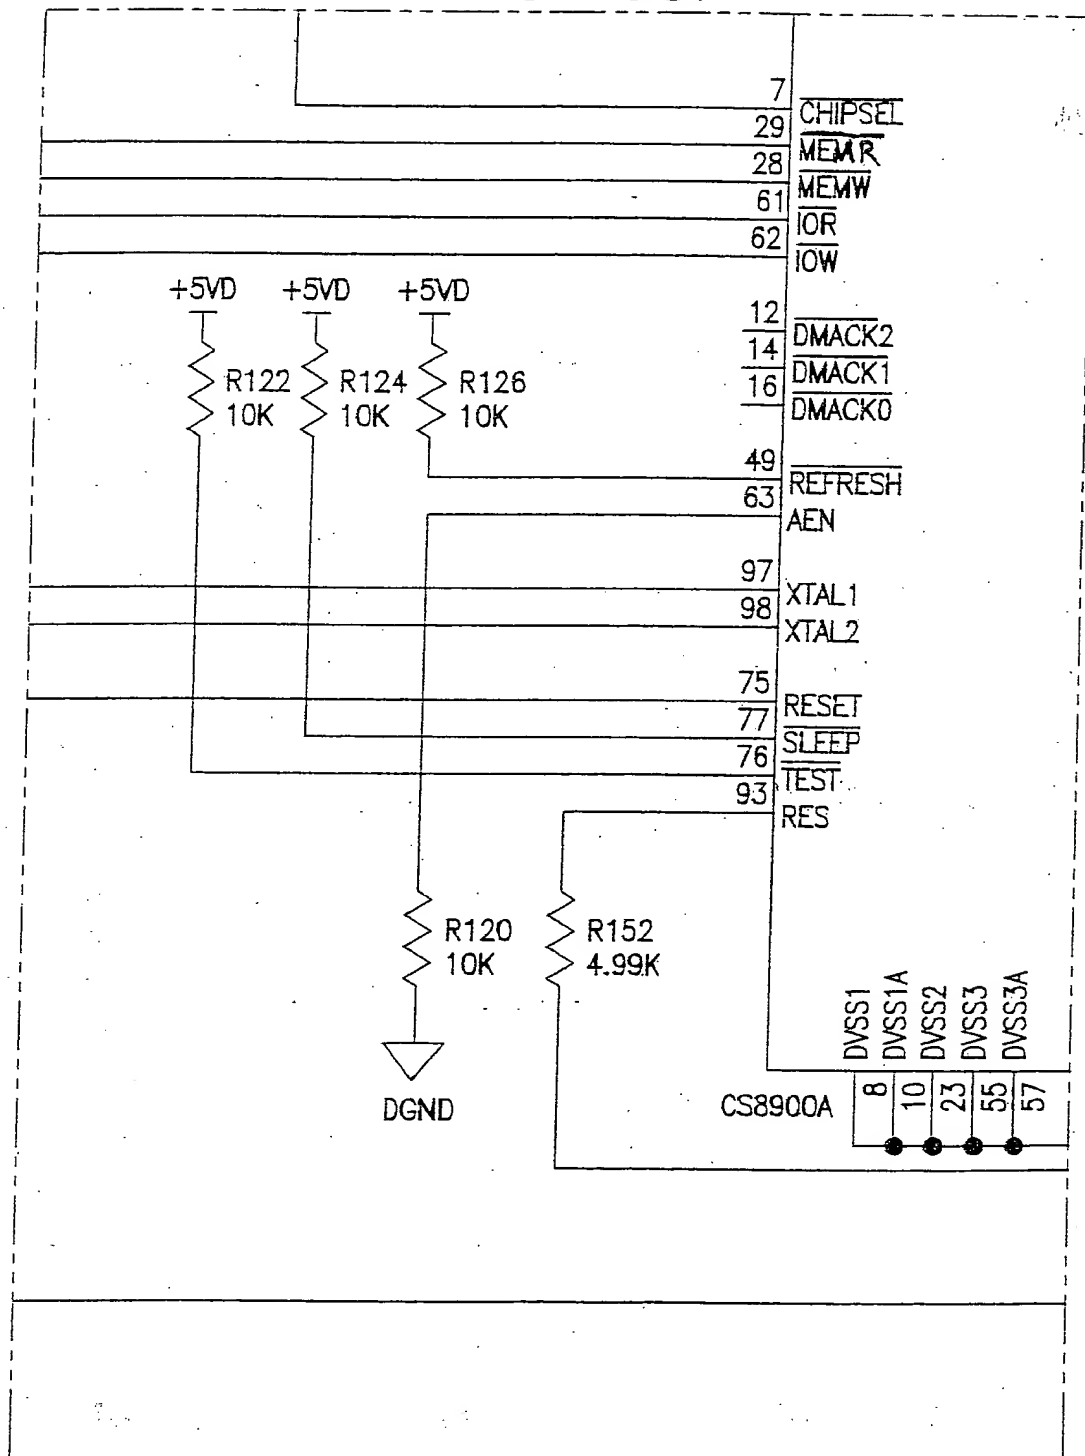 7
CHIPSEL
29
MEMR
28
MEMW
61
IOR
62
IOW
+5VD +5VD +5VD
12
DMACK2
14
DMACK1
16
DMACK0
R122 R124 R126
10K 10K 10K
49
REFRESH
63
AEN
97
XTAL1
98
XTAL2
75
RESET
77
SLEEP
76
TEST
93
RES
R120 R152
10K 4.99K
DGND
DVSS1
DVSS1A
DVSS2
DVSS3
DVSS3A
CS8900A
8
10
23
55
57